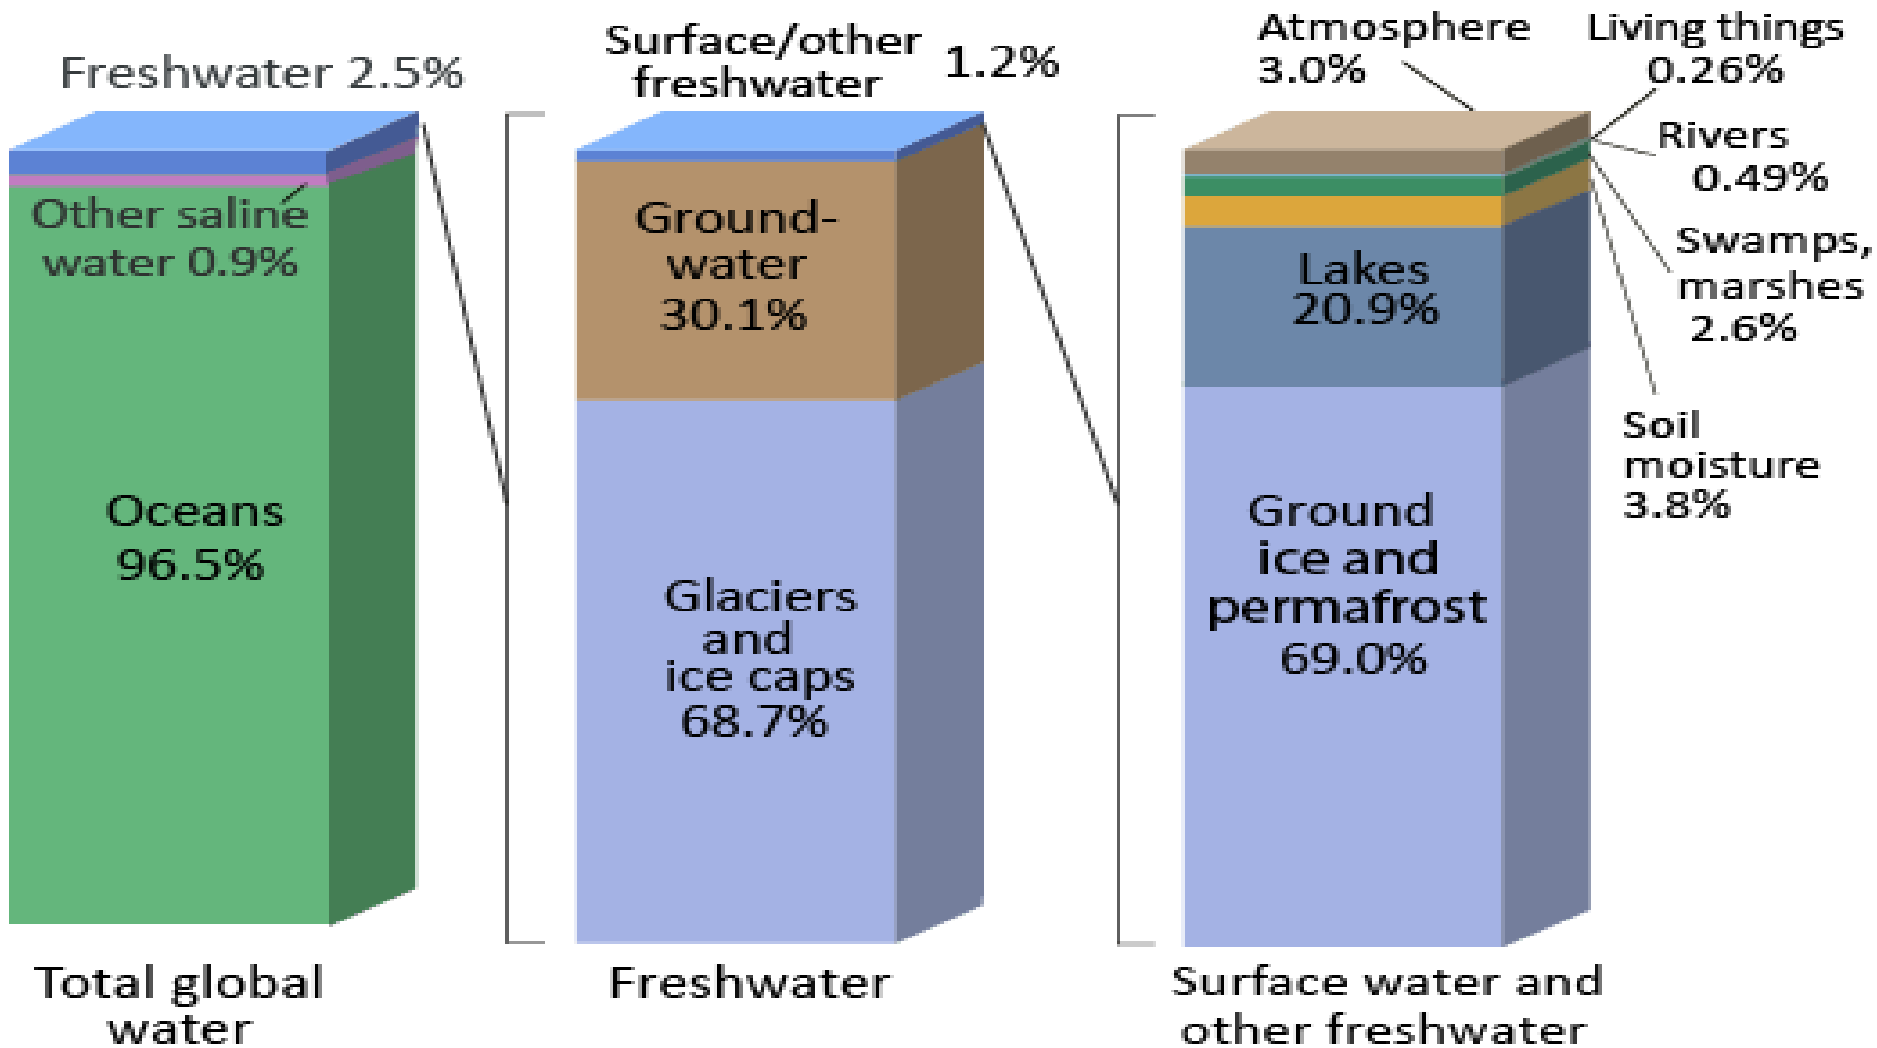 Freshwater 2.5%
Other saline
water 0.9%
Oceans
96.5%
Total global
water
Surface/other
freshwater 1.2%
Ground-
water
30.1%
Glaciers
and
ice caps
68.7%
Freshwater
Atmosphere
3.0%
Living things
0.26%
Rivers
0.49%
Swamps,
marshes
2.6%
Soil
moisture
3.8%
Lakes
20.9%
Ground
ice and
permafrost
69.0%
Surface water and
other freshwater